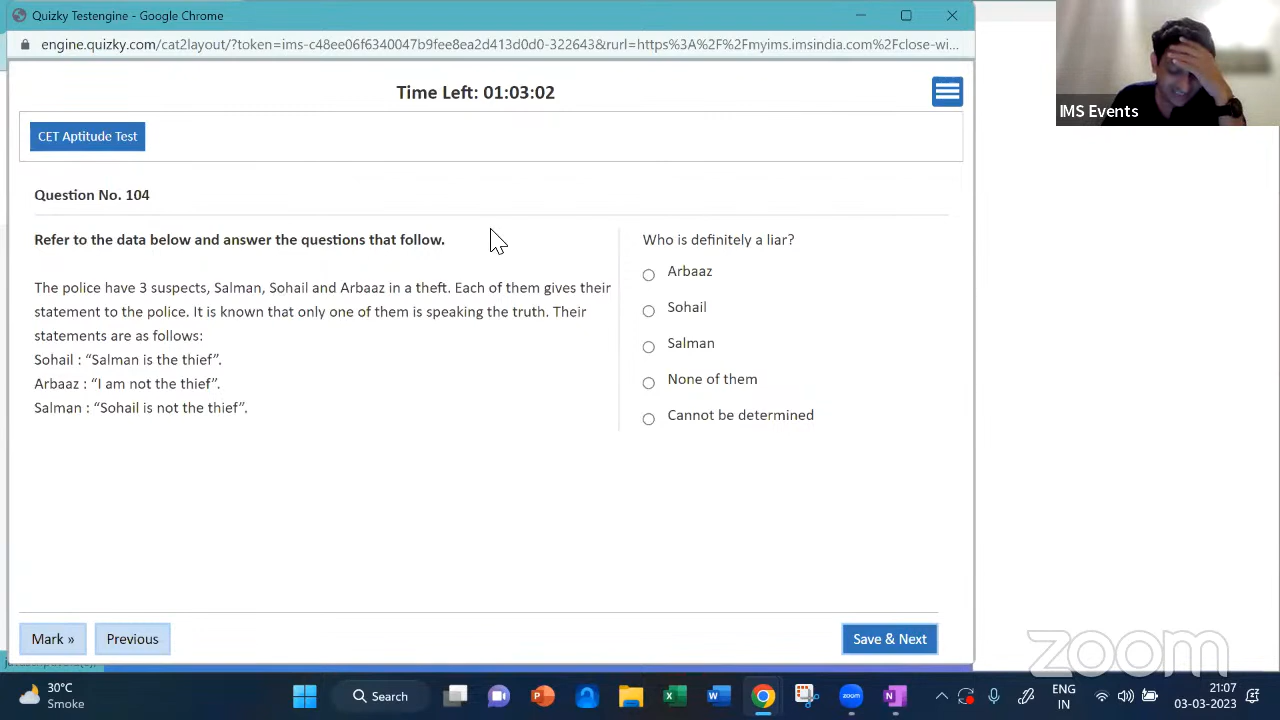 Quizky Testengine - Google Chrome
engine.quizky.com/cat2layout/?token=ims-c48ee06f6340047b9fee8ea2d413d0d0-322643&rurl=https%3A%2F%2Fmyims.imsindia.com%2Fclose-wi...
IMS Events
Time Left: 01:03:02
CET Aptitude Test
Question No. 104
Refer to the data below and answer the questions that follow.
The police have 3 suspects, Salman, Sohail and Arbaaz in a theft. Each of them gives their
statement to the police. It is known that only one of them is speaking the truth. Their
statements are as follows:
Sohail : “Salman is the thief”.
Arbaaz : “I am not the thief”.
Salman : “Sohail is not the thief”.
Who is definitely a liar?
Arbaaz
Sohail
Salman
None of them
Cannot be determined
Mark »
Previous
Save & Next
zoom
30°C
Smoke
Search
zoom
ENG
IN
21:07
03-03-2023